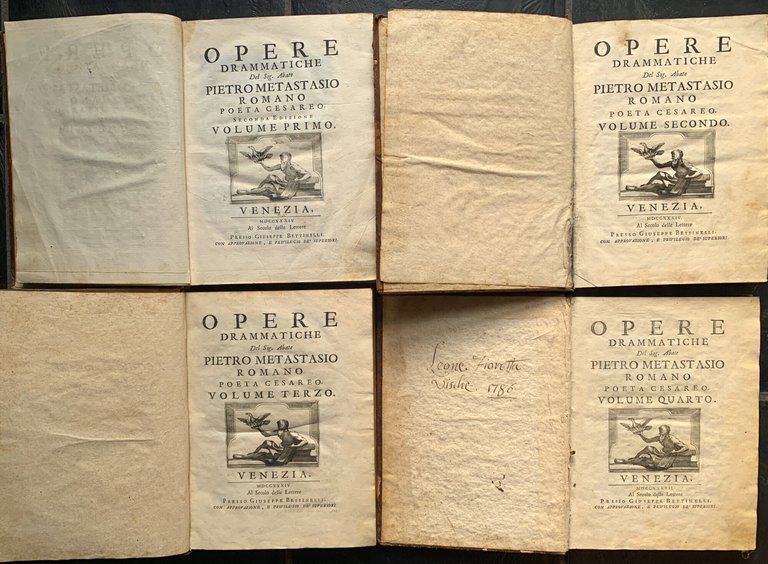 OPERE
DRAMMATICHE
Del Sig. Abate
PIETRO METASTASIO
ROMANO
POETA CESAREO.
SECONDA EDIZIONE
VOLUME PRIMO.
VENEZIA,
MDCCXXXIV.
Al Secolo delle Lettere
PRESSO GIUSEPPE BETTINELLI.
CON APPROVAZIONE, E PRIVILEGIO DE' SUPERIORI.
OPERE
DRAMMATICHE
Del Sig. Abate
PIETRO METASTASIO
ROMANO
POETA CESAREO.
VOLUME SECONDO.
VENEZIA,
MDCCXXXIV.
Al Secolo delle Lettere
PRESSO GIUSEPPE BETTINELLI.
CON APPROVAZIONE, E PRIVILEGIO DE' SUPERIORI.
OPERE
DRAMMATICHE
Del Sig. Abate
PIETRO METASTASIO
ROMANO
POETA CESAREO.
VOLUME TERZO.
VENEZIA,
MDCCXXXIV.
Al Secolo delle Lettere
PRESSO GIUSEPPE BETTINELLI.
CON APPROVAZIONE, E PRIVILEGIO DE' SUPERIORI.
Leone
1786
OPERE
DRAMMATICHE
Del Sig. Abate
PIETRO METASTASIO
ROMANO
POETA CESAREO.
VOLUME QUARTO.
VENEZIA,
MDCCXXXVII.
Al Secolo delle Lettere
PRESSO GIUSEPPE BETTINELLI.
CON APPROVAZIONE, E PRIVILEGIO DE' SUPERIORI.